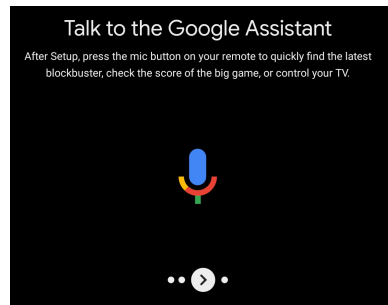 Talk to the Google Assistant
After Setup, press the mic button on your remote to quickly find the latest
blockbuster, check the score of the big game, or control your TV.